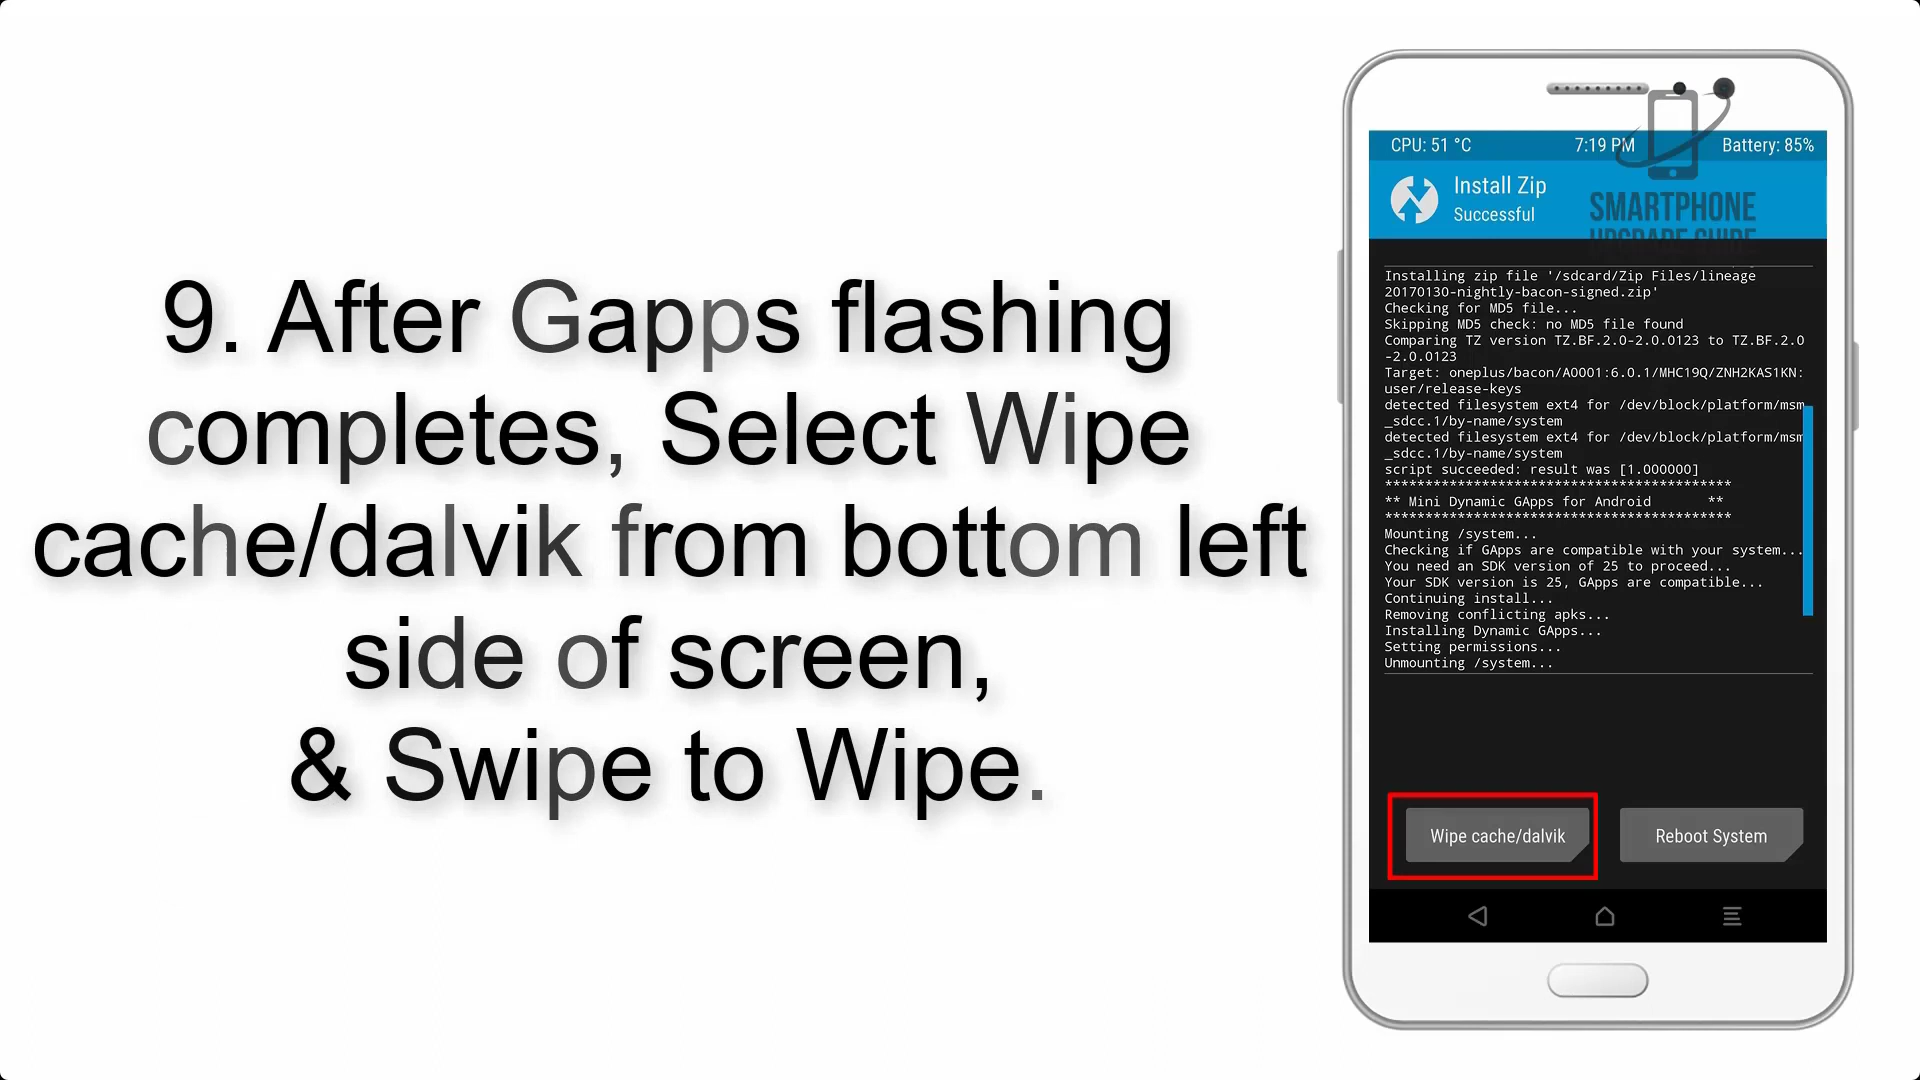 9. After Gapps flashing
completes, Select Wipe
cache/dalvik from bottom left
side of screen,
& Swipe to Wipe.
CPU: 51 °C 7:19 PM Battery: 85%
Install Zip
Successful
SMARTPHONE
UPGRADE GUIDE
Installing zip file '/sdcard/Zip Files/lineage
20170130-nightly-bacon-signed.zip'
Checking for MD5 file...
Skipping MD5 check: no MD5 file found
Comparing TZ version TZ.BF.2.0-2.0.0123 to TZ.BF.2.0
-2.0.0123
Target: oneplus/bacon/A0001:6.0.1/MHC19Q/ZNH2KAS1KN:
user/release-keys
detected filesystem ext4 for /dev/block/platform/msm
_sdcc.1/by-name/system
detected filesystem ext4 for /dev/block/platform/msm
_sdcc.1/by-name/system
script succeeded: result was [1.000000]
******************************************
** Mini Dynamic GApps for Android **
******************************************
Mounting /system...
Checking if GApps are compatible with your system...
You need an SDK version of 25 to proceed...
Your SDK version is 25, GApps are compatible...
Continuing install...
Removing conflicting apks...
Installing Dynamic GApps...
Setting permissions...
Unmounting /system...
Wipe cache/dalvik Reboot System